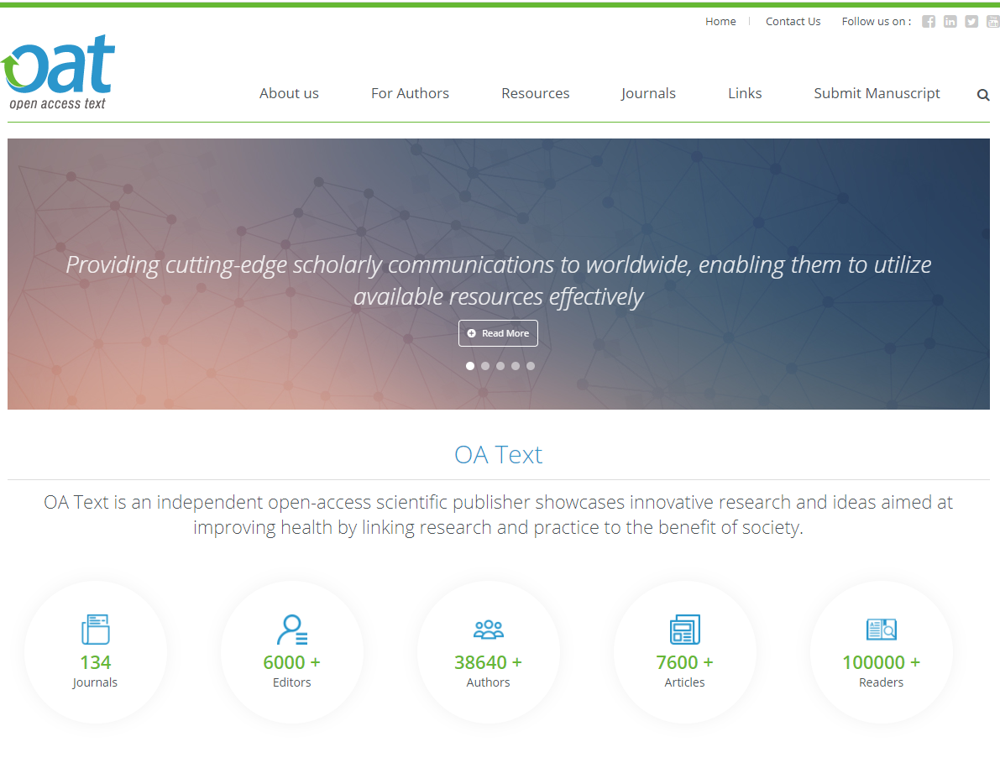 Home
Contact Us
Follow us on :
oat
open access text
About us
For Authors
Resources
Journals
Links
Submit Manuscript
Providing cutting-edge scholarly communications to worldwide, enabling them to utilize
available resources effectively
Read More
OA Text
OA Text is an independent open-access scientific publisher showcases innovative research and ideas aimed at
improving health by linking research and practice to the benefit of society.
134
Journals
6000 +
Editors
38640 +
Authors
7600 +
Articles
100000 +
Readers